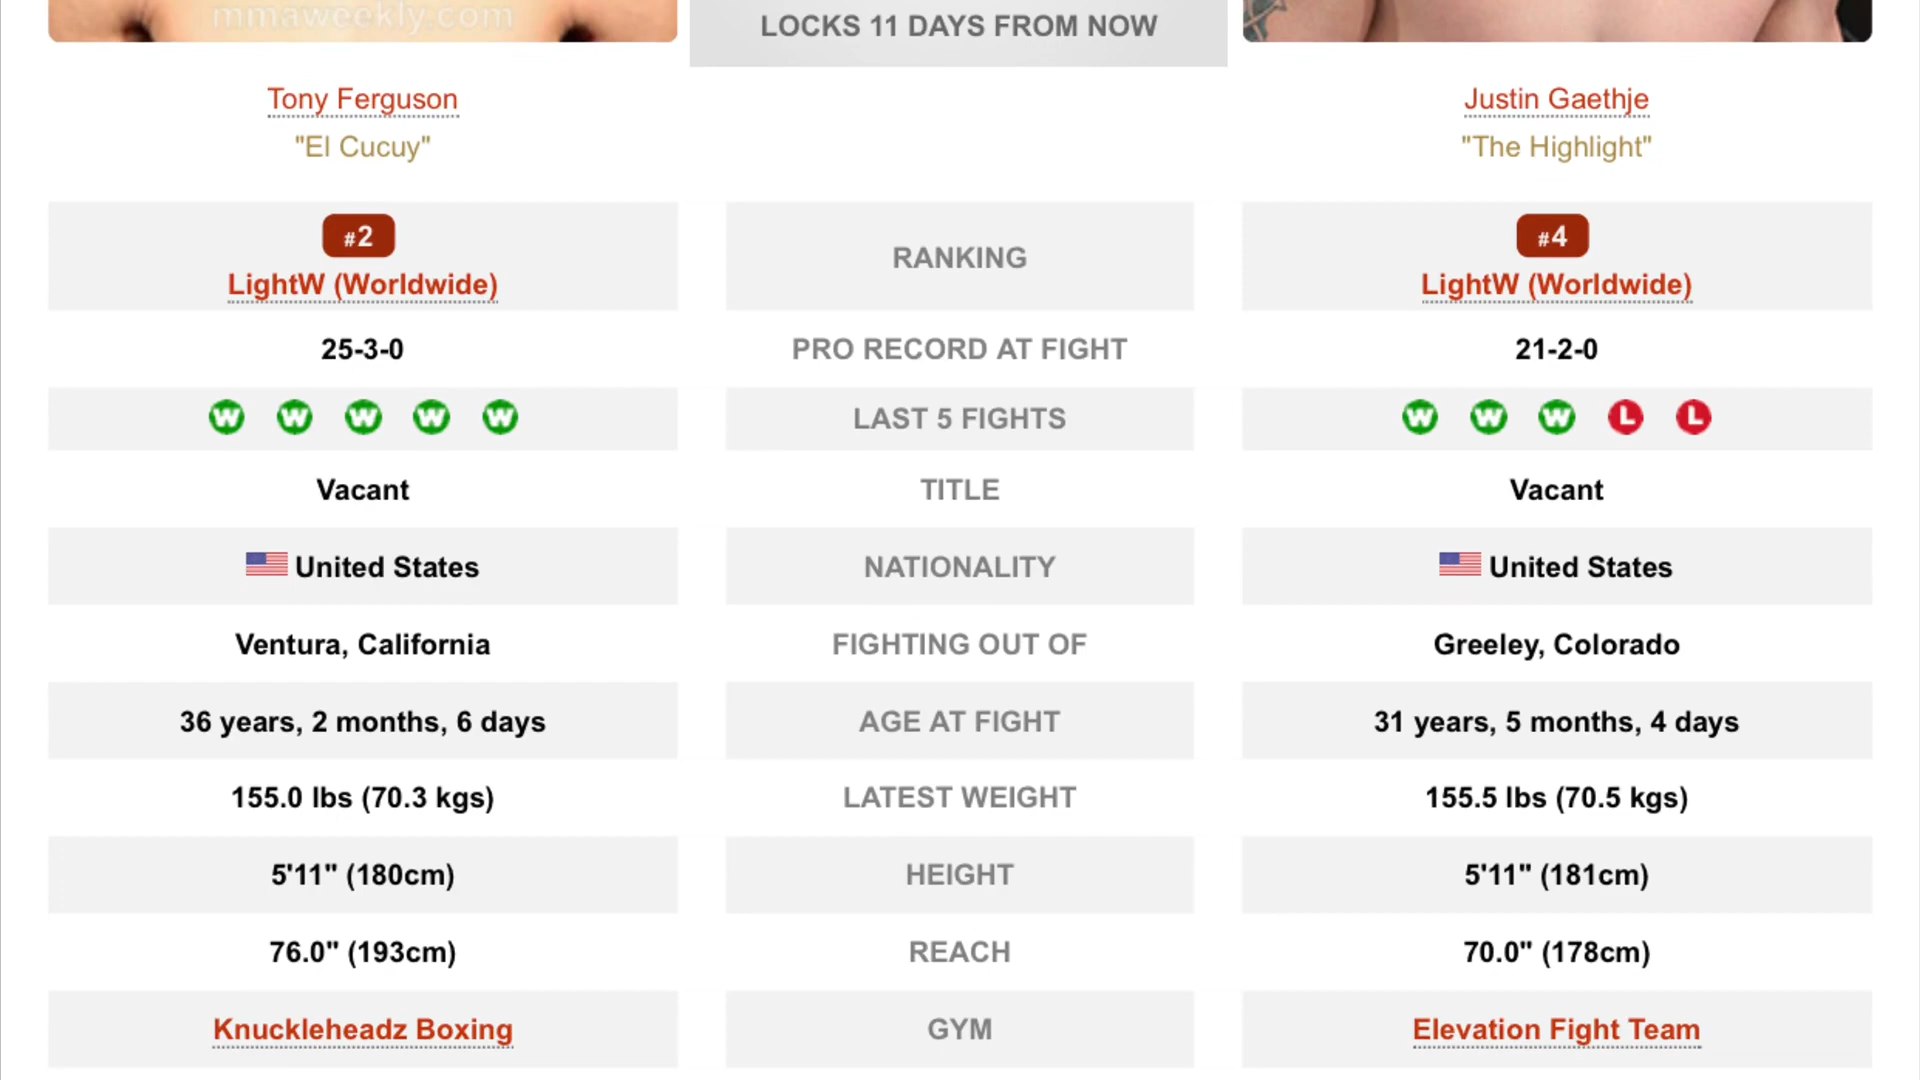 mmaweekly.com
LOCKS 11 DAYS FROM NOW
Tony Ferguson
Justin Gaethje
"El Cucuy"
"The Highlight"
#2
LightW (Worldwide)
RANKING
#4
LightW (Worldwide)
25-3-0
PRO RECORD AT FIGHT
21-2-0
W W W W W
LAST 5 FIGHTS
W W W L L
Vacant
TITLE
Vacant
United States
NATIONALITY
United States
Ventura, California
FIGHTING OUT OF
Greeley, Colorado
36 years, 2 months, 6 days
AGE AT FIGHT
31 years, 5 months, 4 days
155.0 lbs (70.3 kgs)
LATEST WEIGHT
155.5 lbs (70.5 kgs)
5'11" (180cm)
HEIGHT
5'11" (181cm)
76.0" (193cm)
REACH
70.0" (178cm)
Knuckleheadz Boxing
GYM
Elevation Fight Team